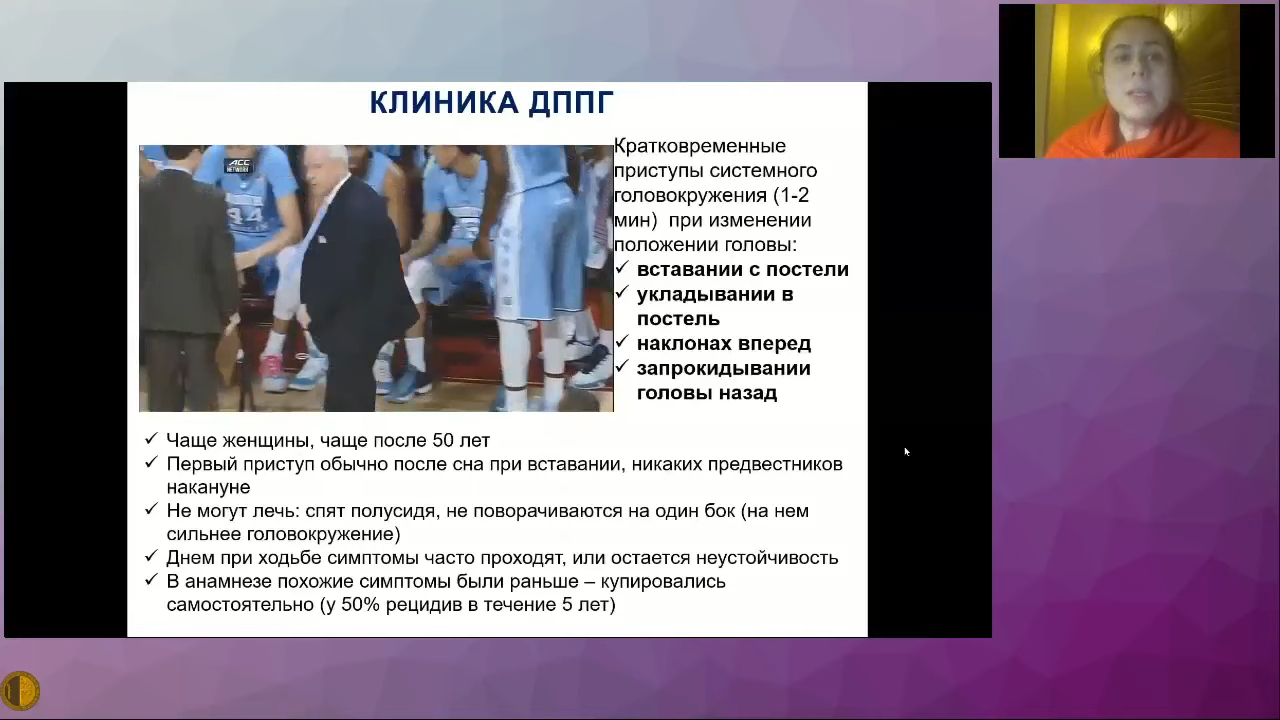 КЛИНИКА ДППГ
ACC
NETWORK
44
Кратковременные
приступы системного
головокружения (1-2
мин) при изменении
положении головы:
✓ вставании с постели
✓ укладывании в
постель
✓ наклонах вперед
✓ запрокидывании
головы назад
✓ Чаще женщины, чаще после 50 лет
✓ Первый приступ обычно после сна при вставании, никаких предвестников
накануне
✓ Не могут лечь: спят полусидя, не поворачиваются на один бок (на нем
сильнее головокружение)
✓ Днем при ходьбе симптомы часто проходят, или остается неустойчивость
✓ В анамнезе похожие симптомы были раньше – купировались
самостоятельно (у 50% рецидив в течение 5 лет)